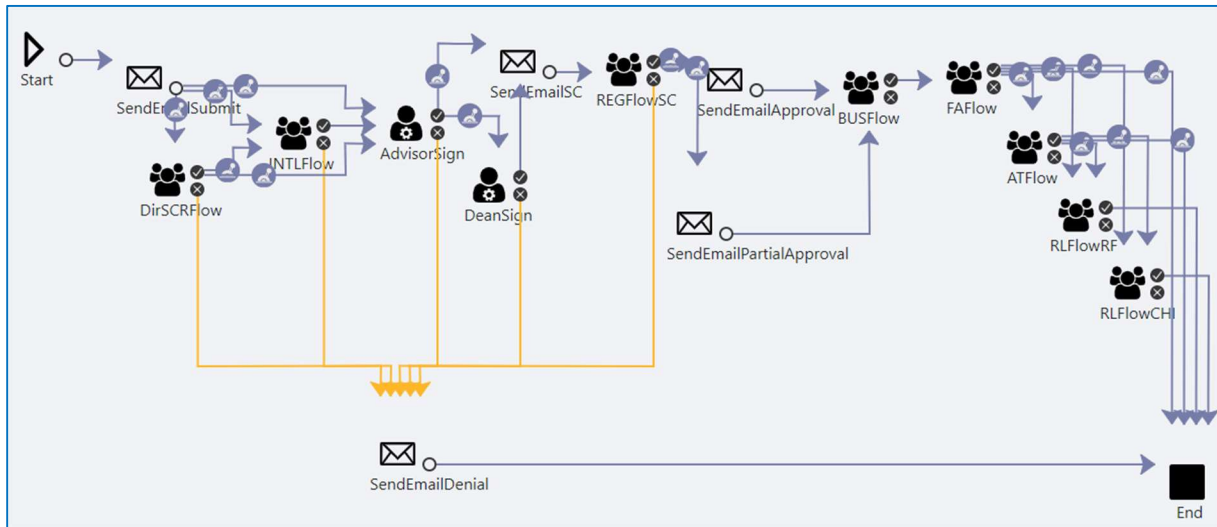 Start
SendEmailSubmit
INTLFlow
DirSCRFlow
AdvisorSign
DeanSign
SendEmailSC
REGFlowSC
SendEmailApproval
SendEmailPartialApproval
BUSFlow
FAFlow
ATFlow
RLFlowRF
RLFlowCHI
SendEmailDenial
End